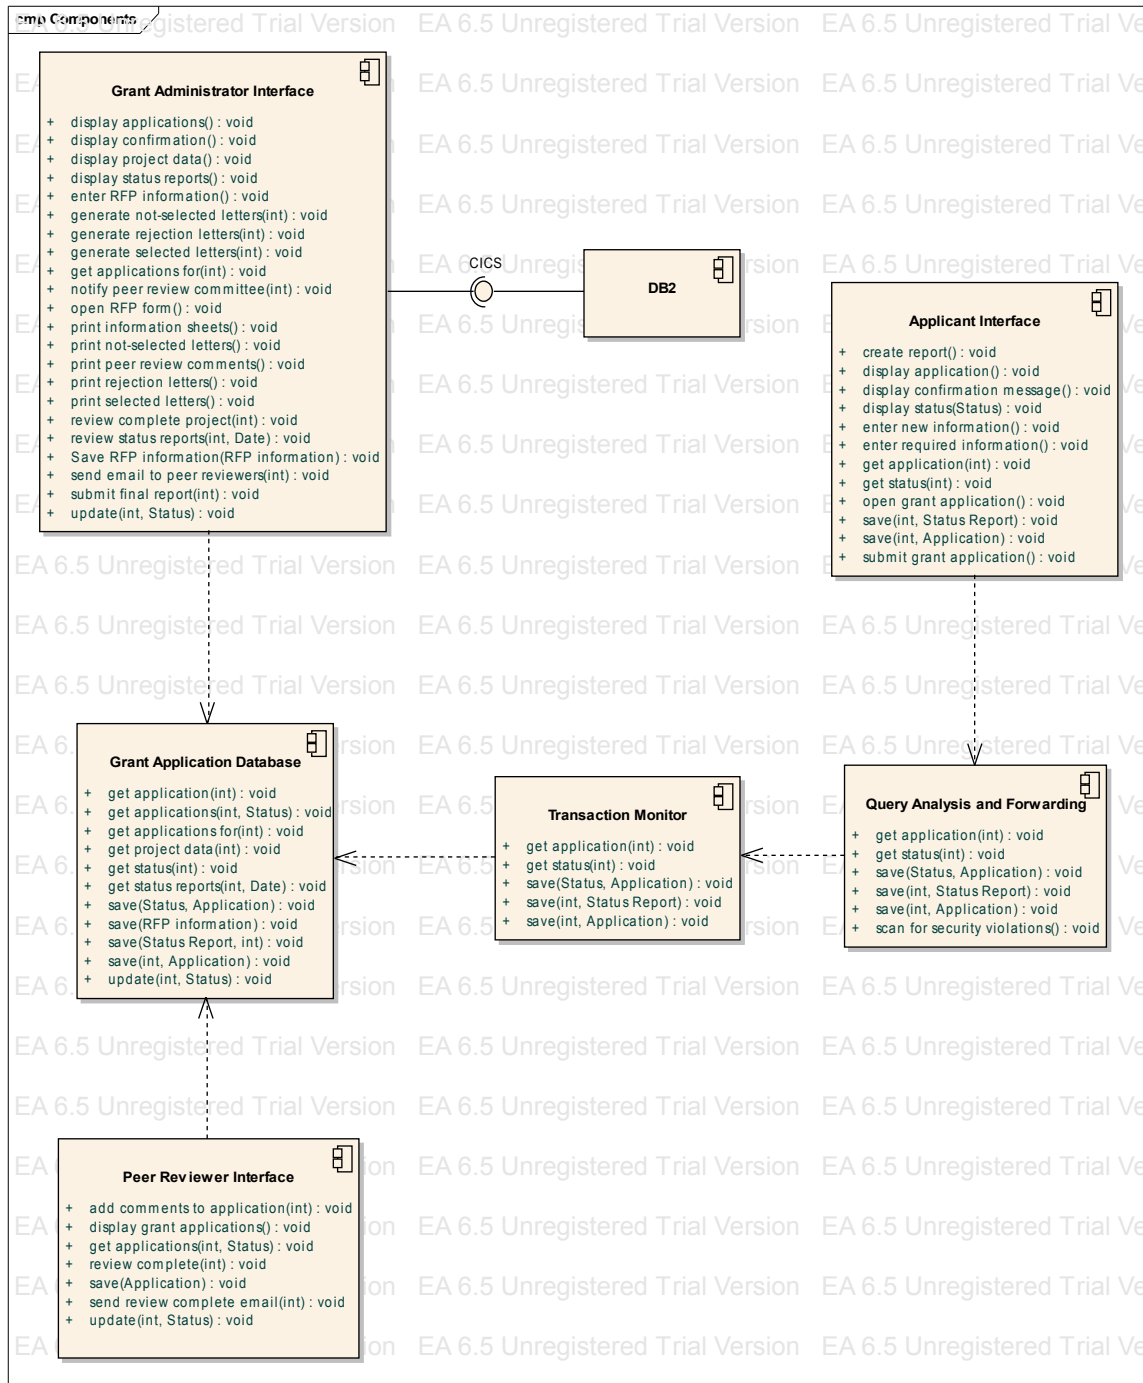 cmp Components
Grant Administrator Interface
+ display applications() : void
+ display confirmation() : void
+ display project data() : void
+ display status reports() : void
+ enter RFP information() : void
+ generate not-selected letters(int) : void
+ generate rejection letters(int) : void
+ generate selected letters(int) : void
+ get applications for(int) : void
+ notify peer review committee(int) : void
+ open RFP form() : void
+ print information sheets() : void
+ print not-selected letters() : void
+ print peer review comments() : void
+ print rejection letters() : void
+ print selected letters() : void
+ review complete project(int) : void
+ review status reports(int, Date) : void
+ Save RFP information(RFP information) : void
+ send email to peer reviewers(int) : void
+ submit final report(int) : void
+ update(int, Status) : void
CICS
DB2
Applicant Interface
+ create report() : void
+ display application() : void
+ display confirmation message() : void
+ display status(Status) : void
+ enter new information() : void
+ enter required information() : void
+ get application(int) : void
+ get status(int) : void
+ open grant application() : void
+ save(int, Status Report) : void
+ save(int, Application) : void
+ submit grant application() : void
Grant Application Database
+ get application(int) : void
+ get applications(int, Status) : void
+ get applications for(int) : void
+ get project data(int) : void
+ get status(int) : void
+ get status reports(int, Date) : void
+ save(Status, Application) : void
+ save(RFP information) : void
+ save(Status Report, int) : void
+ save(int, Application) : void
+ update(int, Status) : void
Transaction Monitor
+ get application(int) : void
+ get status(int) : void
+ save(Status, Application) : void
+ save(int, Status Report) : void
+ save(int, Application) : void
Query Analysis and Forwarding
+ get application(int) : void
+ get status(int) : void
+ save(Status, Application) : void
+ save(int, Status Report) : void
+ save(int, Application) : void
+ scan for security violations() : void
Peer Reviewer Interface
+ add comments to application(int) : void
+ display grant applications() : void
+ get applications(int, Status) : void
+ review complete(int) : void
+ save(Application) : void
+ send review complete email(int) : void
+ update(int, Status) : void
EA 6.5 Unregistered Trial Version